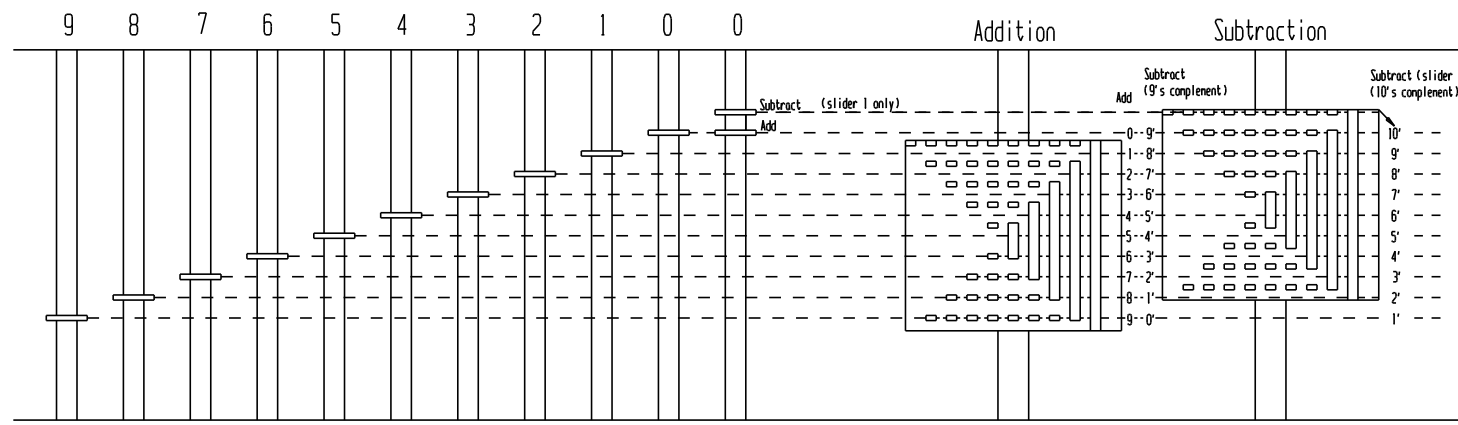 9 8 7 6 5 4 3 2 1 0 0 Addition Subtraction
Subtract
(9's complenent)
Subtract (slider
(10's complement)
Add
Subtract (slider 1 only)
Add
0 9' 10'
1 8' 9'
2 7' 8'
3 6' 7'
4 5' 6'
5 4' 5'
6 3' 4'
7 2' 3'
8 1' 2'
9 0' 1'